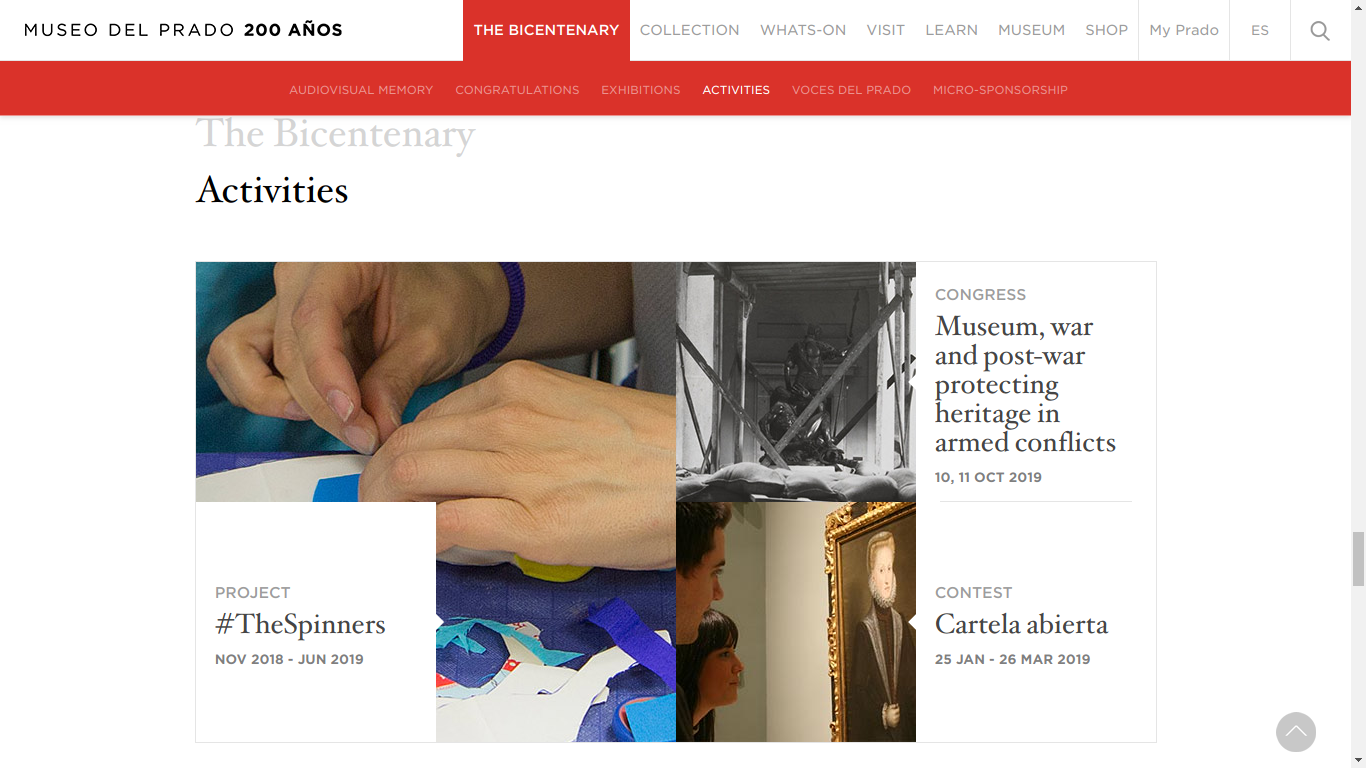 MUSEO DEL PRADO 200 AÑOS
THE BICENTENARY COLLECTION WHATS-ON VISIT LEARN MUSEUM SHOP My Prado ES
AUDIOVISUAL MEMORY CONGRATULATIONS EXHIBITIONS ACTIVITIES VOCES DEL PRADO MICRO-SPONSORSHIP
The Bicentenary
Activities
CONGRESS
Museum, war
and post-war
protecting
heritage in
armed conflicts
10, 11 OCT 2019
PROJECT
#TheSpinners
NOV 2018 - JUN 2019
CONTEST
Cartela abierta
25 JAN - 26 MAR 2019